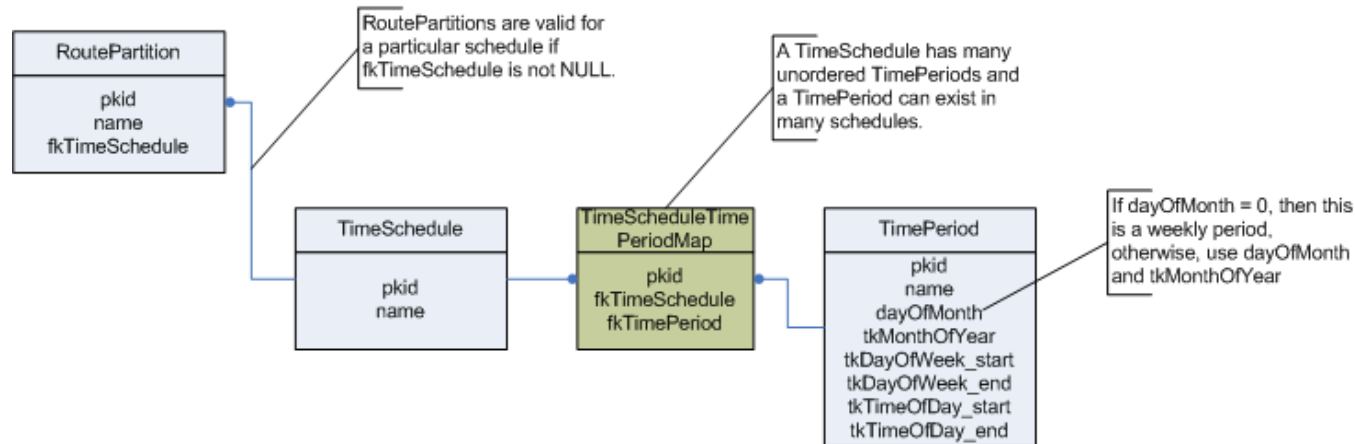 RoutePartition
pkid
name
fkTimeSchedule
RoutePartitions are valid for
a particular schedule if
fkTimeSchedule is not NULL.
A TimeSchedule has many
unordered TimePeriods and
a TimePeriod can exist in
many schedules.
TimeSchedule
pkid
name
TimeScheduleTime
PeriodMap
pkid
fkTimeSchedule
fkTimePeriod
TimePeriod
pkid
name
dayOfMonth
tkMonthOfYear
tkDayOfWeek_start
tkDayOfWeek_end
tkTimeOfDay_start
tkTimeOfDay_end
If dayOfMonth = 0, then this
is a weekly period,
otherwise, use dayOfMonth
and tkMonthOfYear